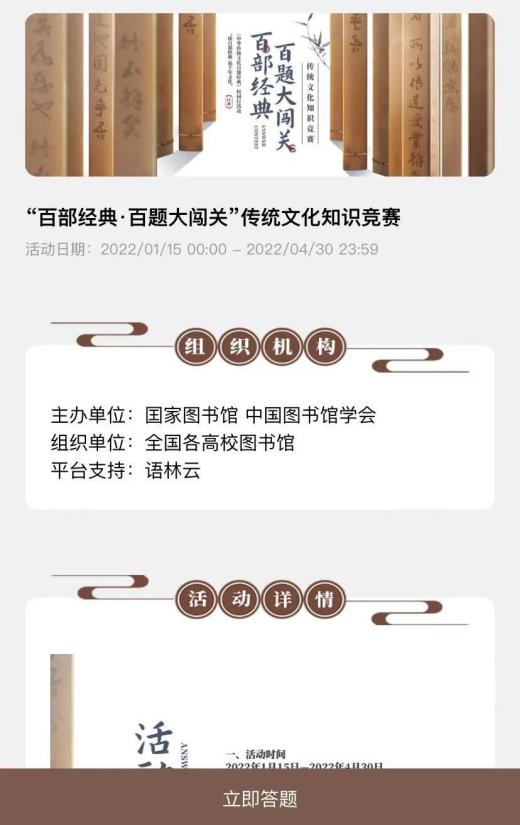 百题大闯关
百部经典
传统文化知识竞赛
ANSWER
CONTEST
“百部经典·百题大闯关”传统文化知识竞赛
活动日期：2022/01/15 00:00 - 2022/04/30 23:59
组织机构
主办单位：国家图书馆 中国图书馆学会
组织单位：全国各高校图书馆
平台支持：语林云
活动详情
活
一、活动时间
2022年1月15日—2022年4月30日
立即答题